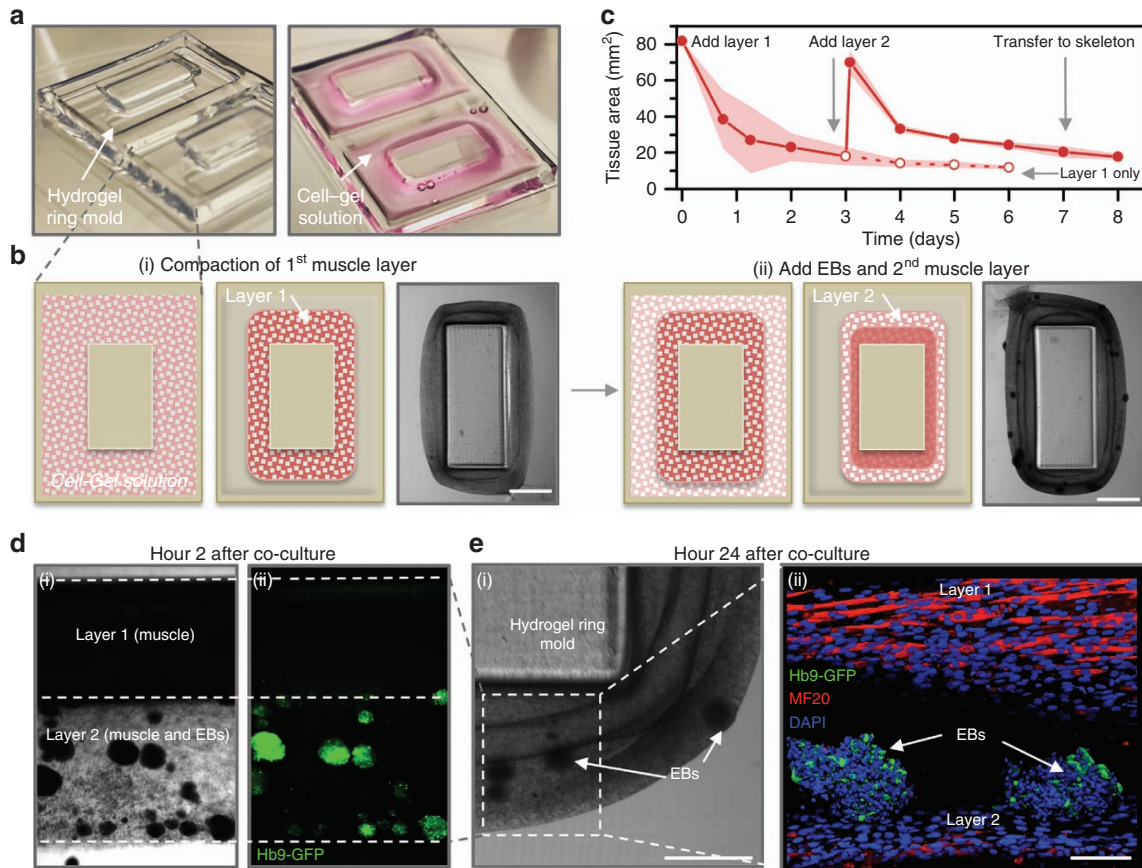 a
Hydrogel
ring mold
Cell–gel
solution
c
Tissue area (mm²)
80
60
40
20
0
Add layer 1
Add layer 2
Transfer to skeleton
Layer 1 only
0 1 2 3 4 5 6 7 8
Time (days)
b
(i) Compaction of 1st muscle layer
Layer 1
Cell-Gel solution
(ii) Add EBs and 2nd muscle layer
Layer 2
d
Hour 2 after co-culture
(i)
Layer 1 (muscle)
Layer 2 (muscle and EBs)
(ii)
Hb9-GFP
e
Hour 24 after co-culture
(i)
Hydrogel ring
mold
EBs
(ii)
Layer 1
Hb9-GFP
MF20
DAPI
EBs
Layer 2